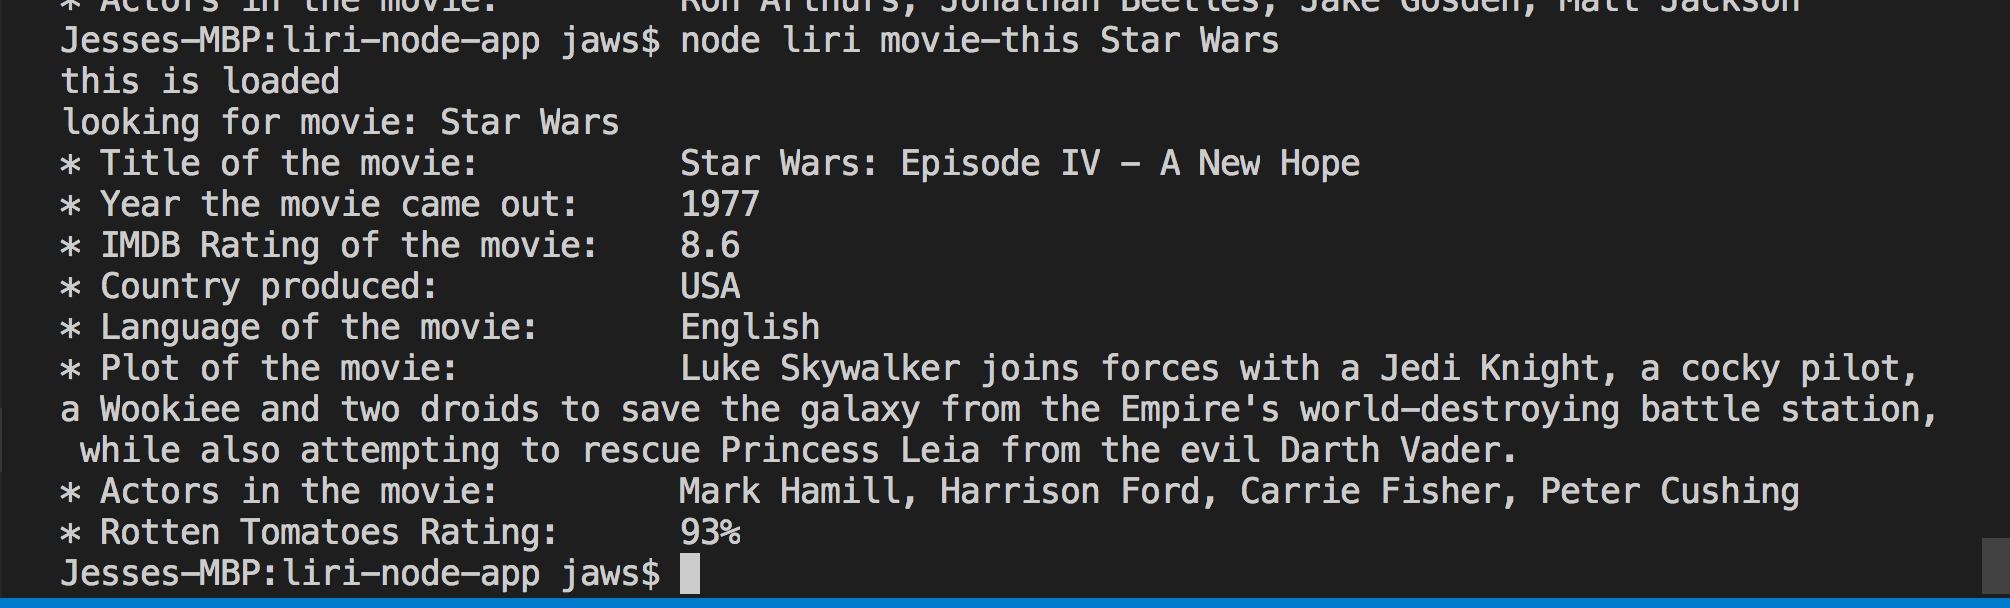 * Actors in the movie:          Ron Arthurs, Jonathan Beetles, Jake Gosden, Matt Jackson
Jesses-MBP:liri-node-app jaws$ node liri movie-this Star Wars
this is loaded
looking for movie: Star Wars
* Title of the movie:          Star Wars: Episode IV - A New Hope
* Year the movie came out:     1977
* IMDB Rating of the movie:    8.6
* Country produced:            USA
* Language of the movie:       English
* Plot of the movie:           Luke Skywalker joins forces with a Jedi Knight, a cocky pilot,
a Wookiee and two droids to save the galaxy from the Empire's world-destroying battle station,
 while also attempting to rescue Princess Leia from the evil Darth Vader.
* Actors in the movie:         Mark Hamill, Harrison Ford, Carrie Fisher, Peter Cushing
* Rotten Tomatoes Rating:      93%
Jesses-MBP:liri-node-app jaws$